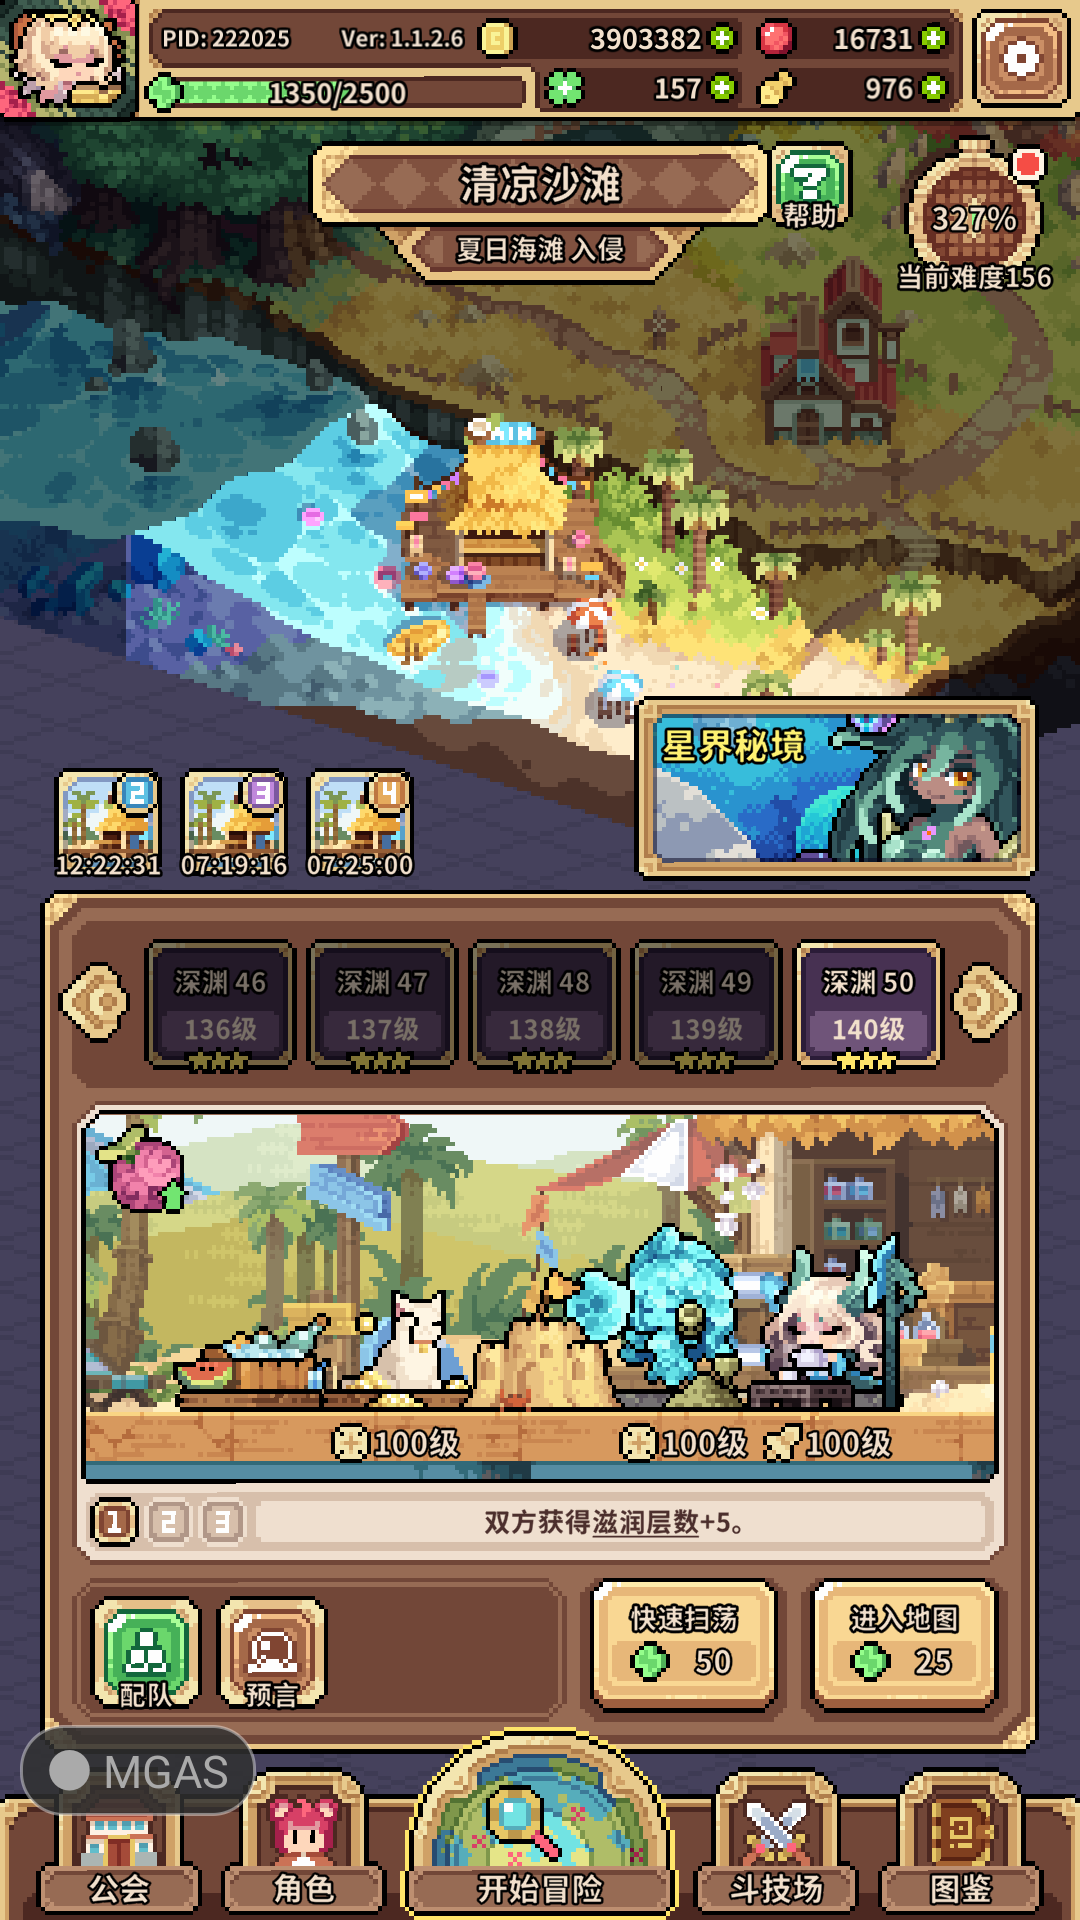 PID: 222025
Ver: 1.1.2.6
3903382
16731
1350/2500
157
976
清凉沙滩
帮助
327%
夏日海滩 入侵
当前难度156
星界秘境
2
3
4
12:22:31
07:19:16
07:25:00
深渊 46
深渊 47
深渊 48
深渊 49
深渊 50
136级
137级
138级
139级
140级
100级
100级
100级
1
2
3
双方获得滋润层数+5。
快速扫荡
进入地图
50
25
配队
预言
MGAS
公会
角色
开始冒险
斗技场
图鉴